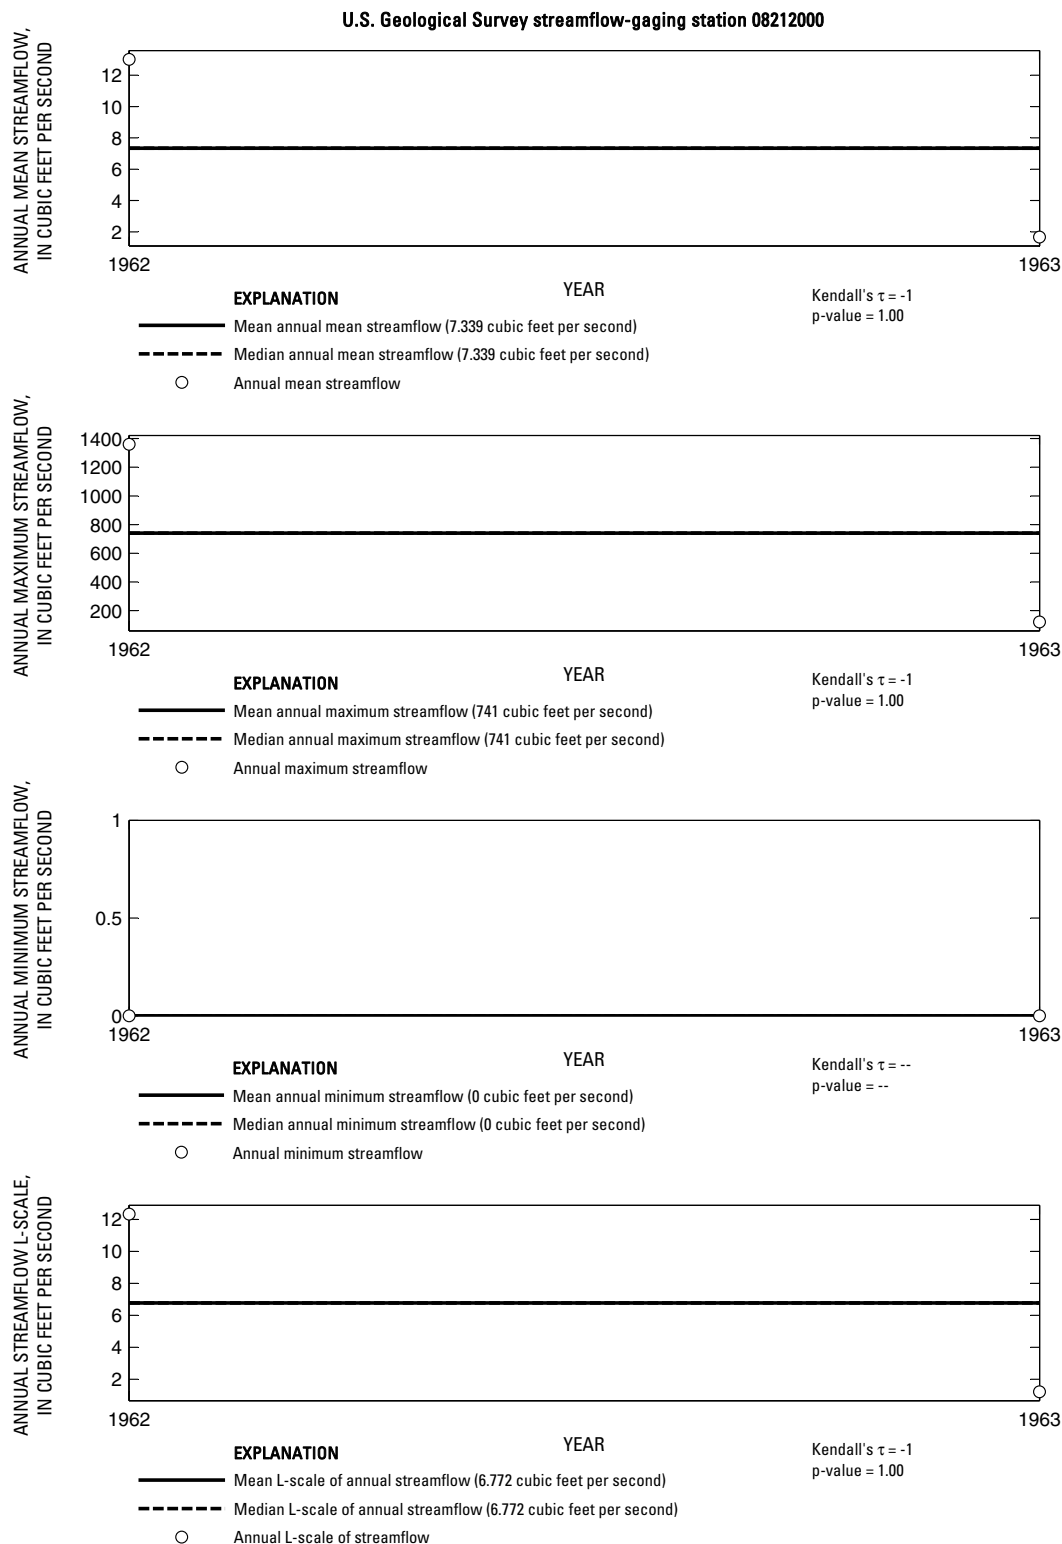 U.S. Geological Survey streamflow-gaging station 08212000
ANNUAL MEAN STREAMFLOW,
IN CUBIC FEET PER SECOND
12
10
8
6
4
2
1962
1963
YEAR
EXPLANATION
Mean annual mean streamflow (7.339 cubic feet per second)
Median annual mean streamflow (7.339 cubic feet per second)
Annual mean streamflow
Kendall's τ = -1
p-value = 1.00
ANNUAL MAXIMUM STREAMFLOW,
IN CUBIC FEET PER SECOND
1400
1200
1000
800
600
400
200
1962
1963
YEAR
EXPLANATION
Mean annual maximum streamflow (741 cubic feet per second)
Median annual maximum streamflow (741 cubic feet per second)
Annual maximum streamflow
Kendall's τ = -1
p-value = 1.00
ANNUAL MINIMUM STREAMFLOW,
IN CUBIC FEET PER SECOND
1
0.5
0
1962
1963
YEAR
EXPLANATION
Mean annual minimum streamflow (0 cubic feet per second)
Median annual minimum streamflow (0 cubic feet per second)
Annual minimum streamflow
Kendall's τ = --
p-value = --
ANNUAL STREAMFLOW L-SCALE,
IN CUBIC FEET PER SECOND
12
10
8
6
4
2
1962
1963
YEAR
EXPLANATION
Mean L-scale of annual streamflow (6.772 cubic feet per second)
Median L-scale of annual streamflow (6.772 cubic feet per second)
Annual L-scale of streamflow
Kendall's τ = -1
p-value = 1.00